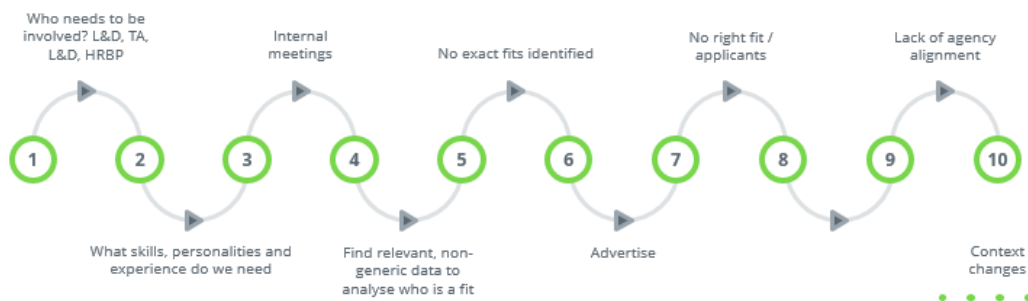 Who needs to be
involved? L&D, TA,
L&D, HRBP
Internal
meetings
No exact fits identified
No right fit /
applicants
Lack of agency
alignment
1
2
3
4
5
6
7
8
9
10
What skills, personalities and
experience do we need
Find relevant, non-
generic data to
analyse who is a fit
Advertise
Context
changes